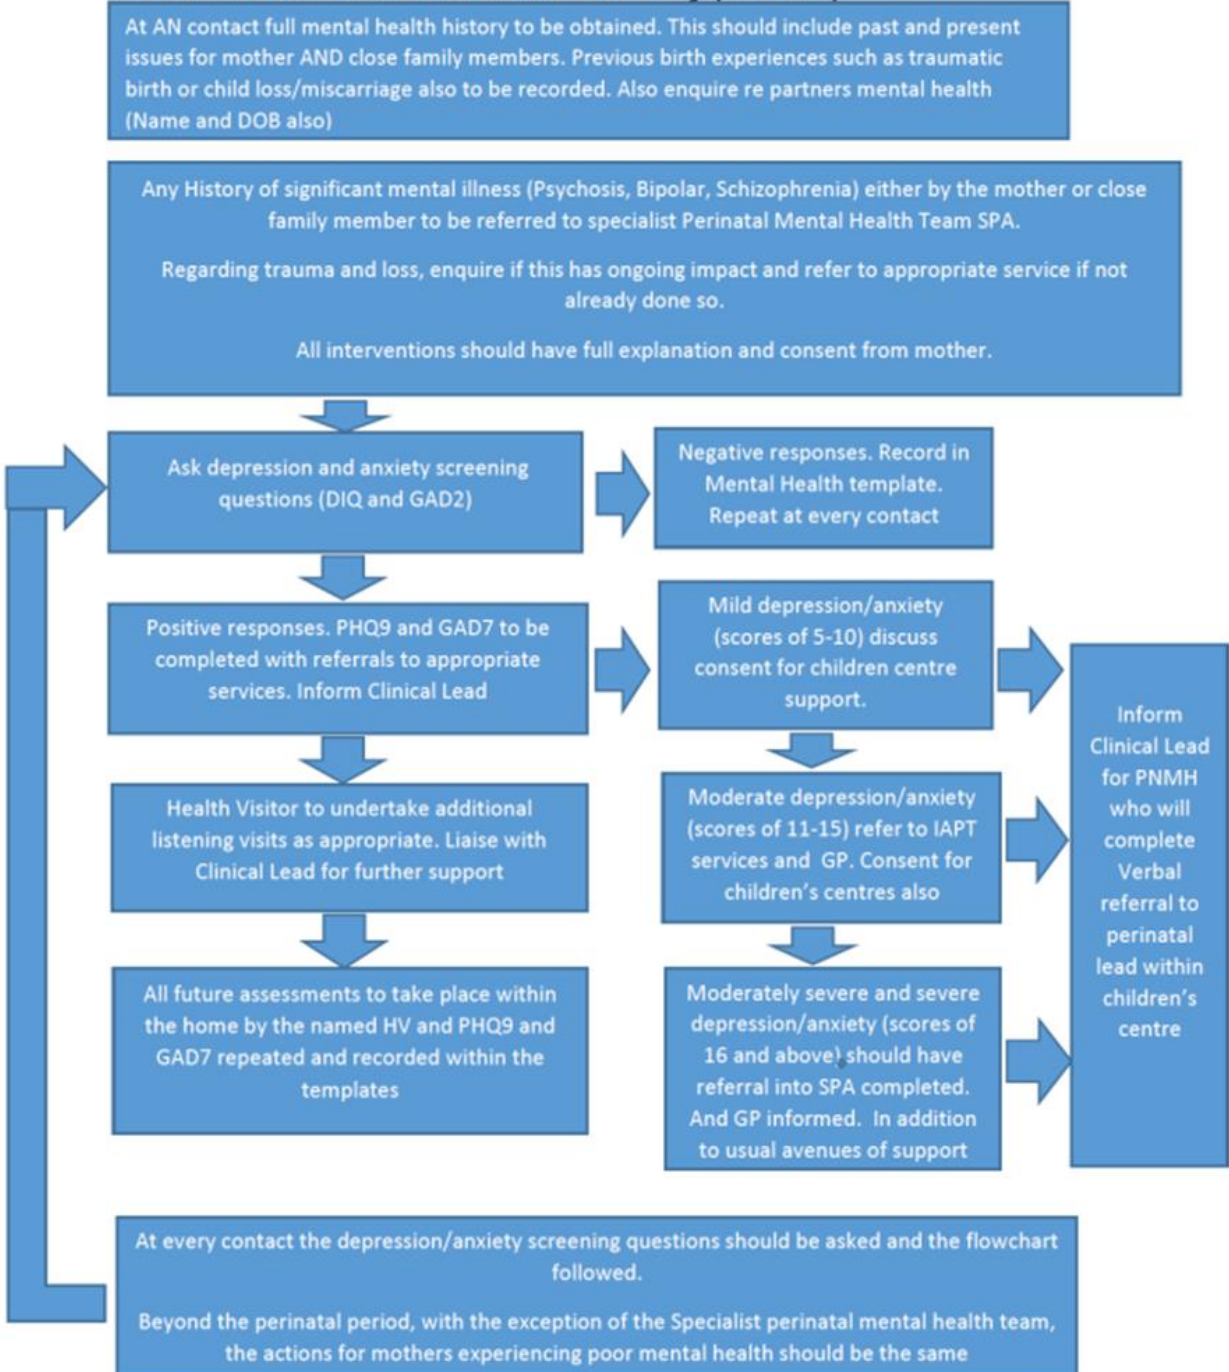 At AN contact full mental health history to be obtained. This should include past and present
issues for mother AND close family members. Previous birth experiences such as traumatic
birth or child loss/miscarriage also to be recorded. Also enquire re partners mental health
(Name and DOB also)
Any History of significant mental illness (Psychosis, Bipolar, Schizophrenia) either by the mother or close
family member to be referred to specialist Perinatal Mental Health Team SPA.
Regarding trauma and loss, enquire if this has ongoing impact and refer to appropriate service if not
already done so.
All interventions should have full explanation and consent from mother.
Ask depression and anxiety screening
questions (DIQ and GAD2)
Negative responses. Record in
Mental Health template.
Repeat at every contact
Positive responses. PHQ9 and GAD7 to be
completed with referrals to appropriate
services. Inform Clinical Lead
Mild depression/anxiety
(scores of 5-10) discuss
consent for children centre
support.
Health Visitor to undertake additional
listening visits as appropriate. Liaise with
Clinical Lead for further support
Moderate depression/anxiety
(scores of 11-15) refer to IAPT
services and GP. Consent for
children's centres also
All future assessments to take place within
the home by the named HV and PHQ9 and
GAD7 repeated and recorded within the
templates
Moderately severe and severe
depression/anxiety (scores of
16 and above) should have
referral into SPA completed.
And GP informed. In addition
to usual avenues of support
Inform
Clinical Lead
for PNMH
who will
complete
Verbal
referral to
perinatal
lead within
children's
centre
At every contact the depression/anxiety screening questions should be asked and the flowchart
followed.
Beyond the perinatal period, with the exception of the Specialist perinatal mental health team,
the actions for mothers experiencing poor mental health should be the same